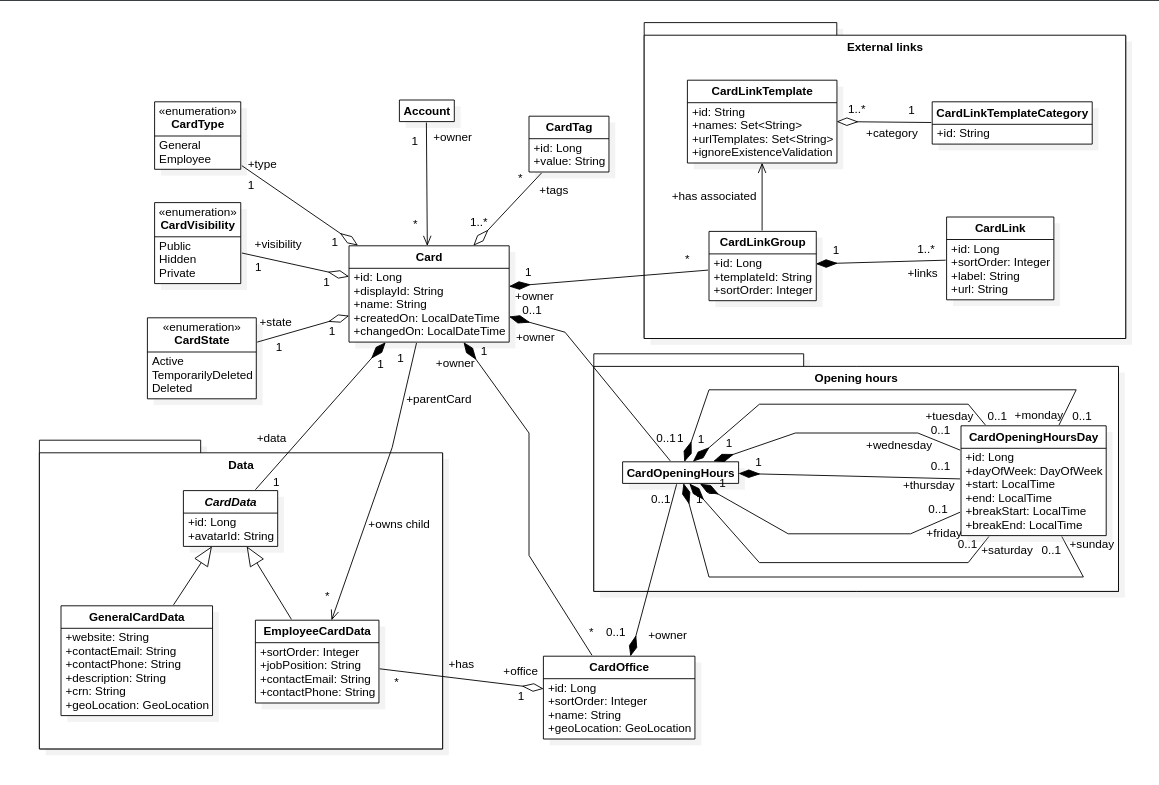 External links
CardLinkTemplate
+id: String
+names: Set<String>
+urlTemplates: Set<String>
+ignoreExistenceValidation
1..*
1
+category
CardLinkTemplateCategory
+id: String
+has associated
CardLinkGroup
+id: Long
+templateId: String
+sortOrder: Integer
1
1..*
+links
CardLink
+id: Long
+sortOrder: Integer
+label: String
+url: String
«enumeration»
CardType
General
Employee
+type
1
1
Account
1
+owner
*
CardTag
+id: Long
+value: String
*
+tags
1..*
«enumeration»
CardVisibility
Public
Hidden
Private
+visibility
1
1
«enumeration»
CardState
Active
TemporarilyDeleted
Deleted
+state
1
1
Card
+id: Long
+displayId: String
+name: String
+createdOn: LocalDateTime
+changedOn: LocalDateTime
1
+owner
*
0..1
+owner
1
1
+owner
1
+parentCard
+data
1
+owns child
*
Data
CardData
+id: Long
+avatarId: String
GeneralCardData
+website: String
+contactEmail: String
+contactPhone: String
+description: String
+crn: String
+geoLocation: GeoLocation
EmployeeCardData
+sortOrder: Integer
+jobPosition: String
+contactEmail: String
+contactPhone: String
+has
*
+office
1
*
0..1
+owner
CardOffice
+id: Long
+sortOrder: Integer
+name: String
+geoLocation: GeoLocation
Opening hours
CardOpeningHours
0..1
1
1
1
1
1
1
0..1
+tuesday
0..1
+monday
0..1
0..1
+wednesday
0..1
+thursday
0..1
+friday
0..1
+saturday
0..1
+sunday
CardOpeningHoursDay
+id: Long
+dayOfWeek: DayOfWeek
+start: LocalTime
+end: LocalTime
+breakStart: LocalTime
+breakEnd: LocalTime